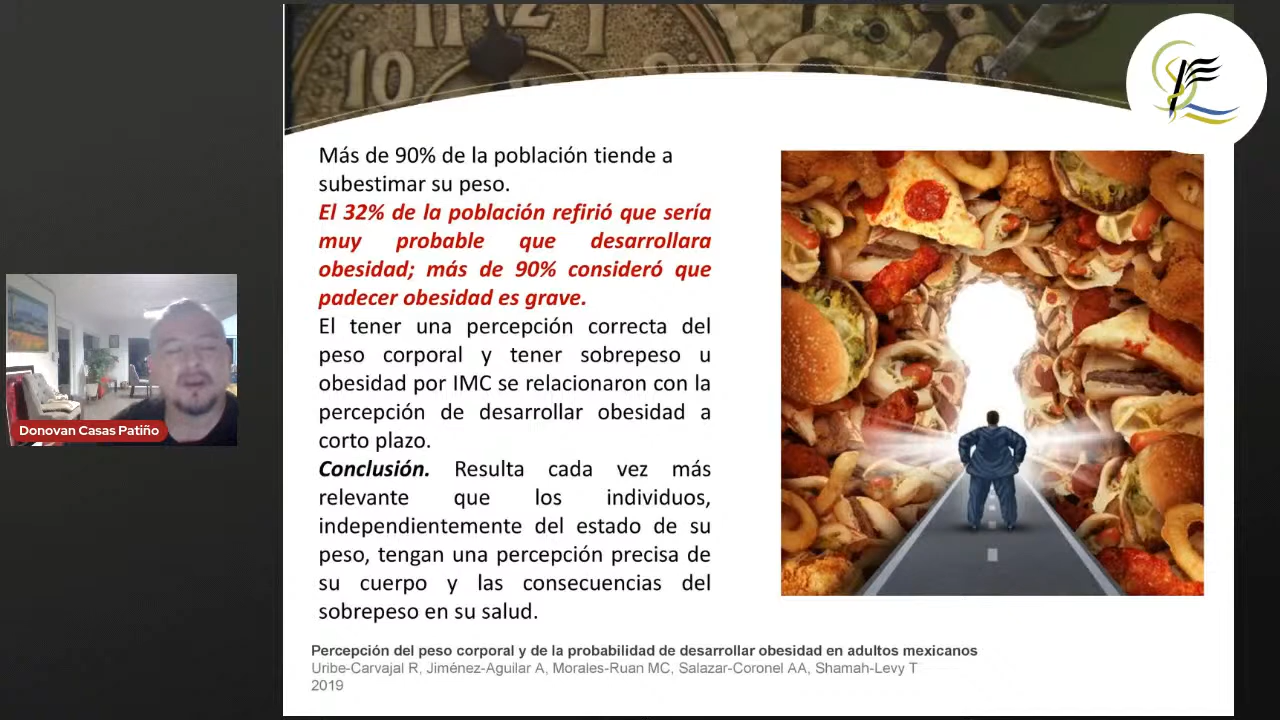 Más de 90% de la población tiende a
subestimar su peso.
El 32% de la población refirió que sería
muy probable que desarrollara
obesidad; más de 90% consideró que
padecer obesidad es grave.
El tener una percepción correcta del
peso corporal y tener sobrepeso u
obesidad por IMC se relacionaron con la
percepción de desarrollar obesidad a
corto plazo.
Conclusión. Resulta cada vez más
relevante que los individuos,
independientemente del estado de su
peso, tengan una percepción precisa de
su cuerpo y las consecuencias del
sobrepeso en su salud.
Percepción del peso corporal y de la probabilidad de desarrollar obesidad en adultos mexicanos
Uribe-Carvajal R, Jiménez-Aguilar A, Morales-Ruan MC, Salazar-Coronel AA, Shamah-Levy T
2019
Donovan Casas Patiño
11
1
10
9